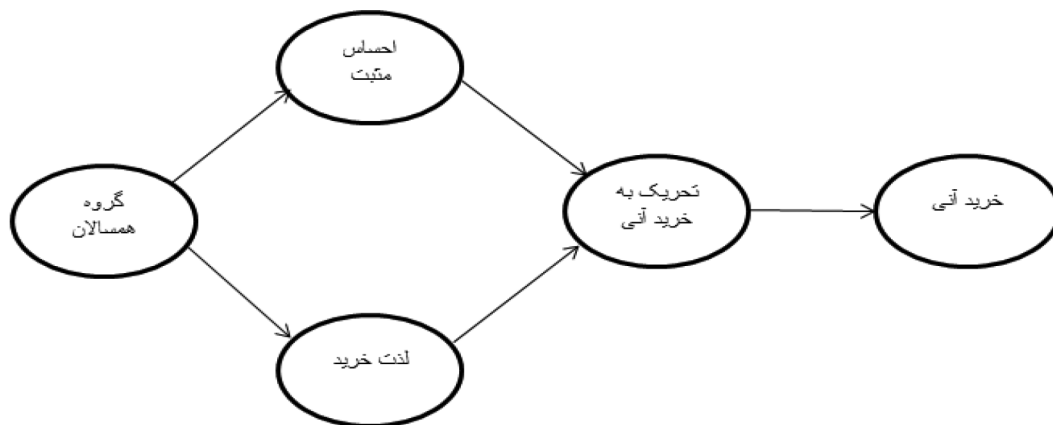 احساس
مثبت
گروه
همسالان
تحریک به
خرید آنی
خرید آنی
لذت خرید